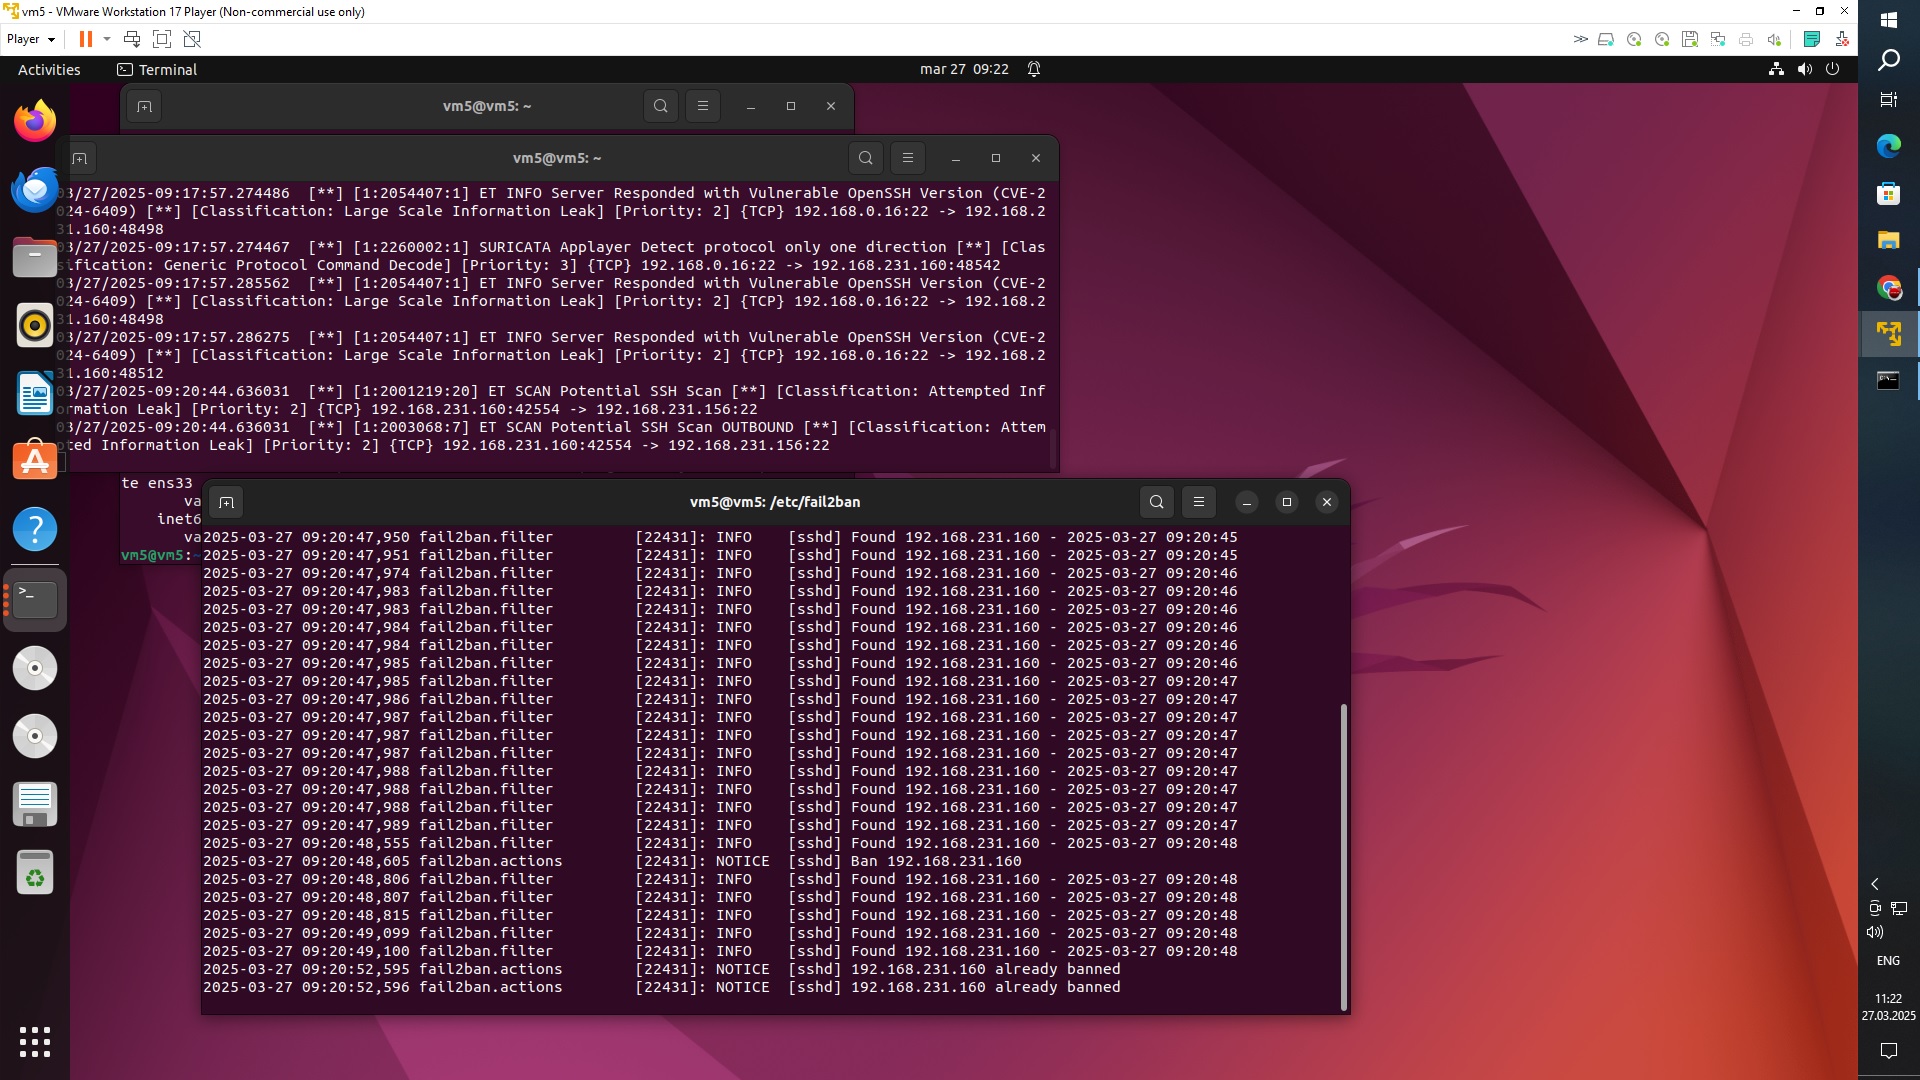 vm5 - VMware Workstation 17 Player (Non-commercial use only)
Player
Activities
Terminal
mar 27 09:22
vm5@vm5: ~
vm5@vm5: ~
03/27/2025-09:17:57.274486 [**] [1:2054407:1] ET INFO Server Responded with Vulnerable OpenSSH Version (CVE-2
024-6409) [**] [Classification: Large Scale Information Leak] [Priority: 2] {TCP} 192.168.0.16:22 -> 192.168.2
31.160:48498
03/27/2025-09:17:57.274467 [**] [1:2260002:1] SURICATA Applayer Detect protocol only one direction [**] [Clas
sification: Generic Protocol Command Decode] [Priority: 3] {TCP} 192.168.0.16:22 -> 192.168.231.160:48542
03/27/2025-09:17:57.285562 [**] [1:2054407:1] ET INFO Server Responded with Vulnerable OpenSSH Version (CVE-2
024-6409) [**] [Classification: Large Scale Information Leak] [Priority: 2] {TCP} 192.168.0.16:22 -> 192.168.2
31.160:48498
03/27/2025-09:17:57.286275 [**] [1:2054407:1] ET INFO Server Responded with Vulnerable OpenSSH Version (CVE-2
024-6409) [**] [Classification: Large Scale Information Leak] [Priority: 2] {TCP} 192.168.0.16:22 -> 192.168.2
31.160:48512
03/27/2025-09:20:44.636031 [**] [1:2001219:20] ET SCAN Potential SSH Scan [**] [Classification: Attempted Inf
ormation Leak] [Priority: 2] {TCP} 192.168.231.160:42554 -> 192.168.231.156:22
03/27/2025-09:20:44.636031 [**] [1:2003068:7] ET SCAN Potential SSH Scan OUTBOUND [**] [Classification: Attem
pted Information Leak] [Priority: 2] {TCP} 192.168.231.160:42554 -> 192.168.231.156:22
te ens33
va
inet6
va
vm5@vm5:~
vm5@vm5: /etc/fail2ban
2025-03-27 09:20:47,950 fail2ban.filter [22431]: INFO [sshd] Found 192.168.231.160 - 2025-03-27 09:20:45
2025-03-27 09:20:47,951 fail2ban.filter [22431]: INFO [sshd] Found 192.168.231.160 - 2025-03-27 09:20:45
2025-03-27 09:20:47,974 fail2ban.filter [22431]: INFO [sshd] Found 192.168.231.160 - 2025-03-27 09:20:46
2025-03-27 09:20:47,983 fail2ban.filter [22431]: INFO [sshd] Found 192.168.231.160 - 2025-03-27 09:20:46
2025-03-27 09:20:47,983 fail2ban.filter [22431]: INFO [sshd] Found 192.168.231.160 - 2025-03-27 09:20:46
2025-03-27 09:20:47,984 fail2ban.filter [22431]: INFO [sshd] Found 192.168.231.160 - 2025-03-27 09:20:46
2025-03-27 09:20:47,984 fail2ban.filter [22431]: INFO [sshd] Found 192.168.231.160 - 2025-03-27 09:20:46
2025-03-27 09:20:47,985 fail2ban.filter [22431]: INFO [sshd] Found 192.168.231.160 - 2025-03-27 09:20:46
2025-03-27 09:20:47,985 fail2ban.filter [22431]: INFO [sshd] Found 192.168.231.160 - 2025-03-27 09:20:47
2025-03-27 09:20:47,986 fail2ban.filter [22431]: INFO [sshd] Found 192.168.231.160 - 2025-03-27 09:20:47
2025-03-27 09:20:47,987 fail2ban.filter [22431]: INFO [sshd] Found 192.168.231.160 - 2025-03-27 09:20:47
2025-03-27 09:20:47,987 fail2ban.filter [22431]: INFO [sshd] Found 192.168.231.160 - 2025-03-27 09:20:47
2025-03-27 09:20:47,987 fail2ban.filter [22431]: INFO [sshd] Found 192.168.231.160 - 2025-03-27 09:20:47
2025-03-27 09:20:47,988 fail2ban.filter [22431]: INFO [sshd] Found 192.168.231.160 - 2025-03-27 09:20:47
2025-03-27 09:20:47,988 fail2ban.filter [22431]: INFO [sshd] Found 192.168.231.160 - 2025-03-27 09:20:47
2025-03-27 09:20:47,988 fail2ban.filter [22431]: INFO [sshd] Found 192.168.231.160 - 2025-03-27 09:20:47
2025-03-27 09:20:47,989 fail2ban.filter [22431]: INFO [sshd] Found 192.168.231.160 - 2025-03-27 09:20:47
2025-03-27 09:20:48,555 fail2ban.filter [22431]: INFO [sshd] Found 192.168.231.160 - 2025-03-27 09:20:48
2025-03-27 09:20:48,605 fail2ban.actions [22431]: NOTICE [sshd] Ban 192.168.231.160
2025-03-27 09:20:48,806 fail2ban.filter [22431]: INFO [sshd] Found 192.168.231.160 - 2025-03-27 09:20:48
2025-03-27 09:20:48,807 fail2ban.filter [22431]: INFO [sshd] Found 192.168.231.160 - 2025-03-27 09:20:48
2025-03-27 09:20:48,815 fail2ban.filter [22431]: INFO [sshd] Found 192.168.231.160 - 2025-03-27 09:20:48
2025-03-27 09:20:49,099 fail2ban.filter [22431]: INFO [sshd] Found 192.168.231.160 - 2025-03-27 09:20:48
2025-03-27 09:20:49,100 fail2ban.filter [22431]: INFO [sshd] Found 192.168.231.160 - 2025-03-27 09:20:48
2025-03-27 09:20:52,595 fail2ban.actions [22431]: NOTICE [sshd] 192.168.231.160 already banned
2025-03-27 09:20:52,596 fail2ban.actions [22431]: NOTICE [sshd] 192.168.231.160 already banned
ENG
11:22
27.03.2025